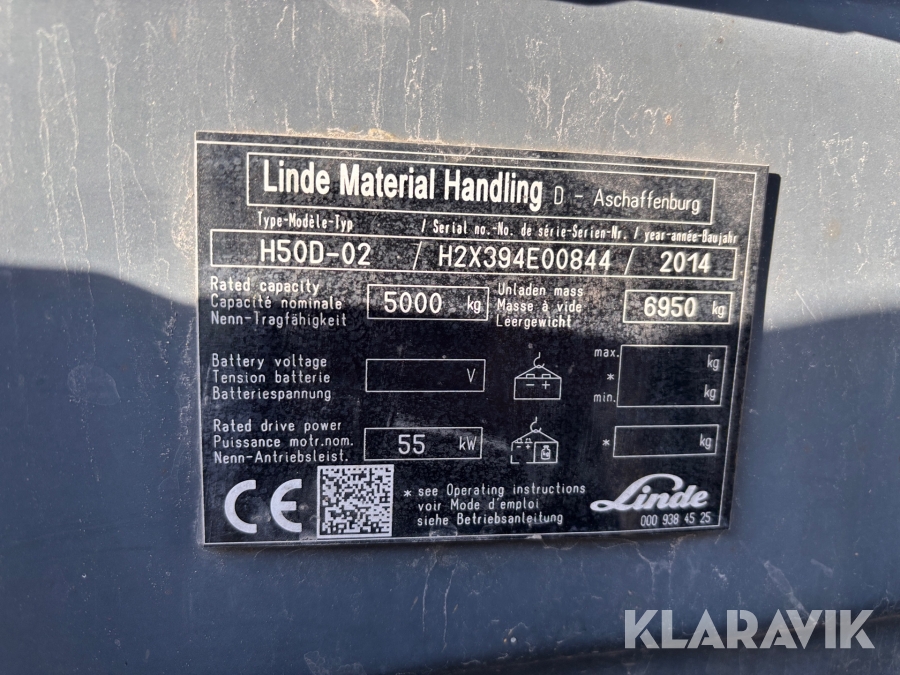 Linde Material Handling D - Aschaffenburg
Type-Modèle-Typ / Serial no.-No. de série-Serien-Nr. / year-année-Baujahr
H50D-02 / H2X394E00844 / 2014
Rated capacity
Capacité nominale
Nenn-Tragfähigkeit
5000 kg
Unladen mass
Masse à vide
Leergewicht
6950 kg
Battery voltage
Tension batterie
Batteriespannung
V
- +
max. kg
*
min. kg
Rated drive power
Puissance motr.nom.
Nenn-Antriebsleist.
55 kW
- + kg
* kg
CE
* see Operating instructions
voir Mode d'emploi
siehe Betriebsanleitung
Linde
000 938 45 25
KLARAVIK